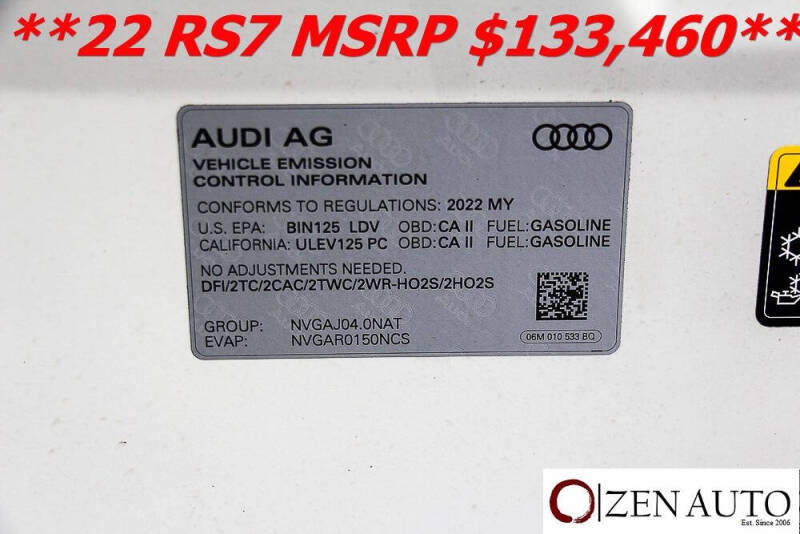 **22 RS7 MSRP $133,460**
AUDI AG
VEHICLE EMISSION
CONTROL INFORMATION
CONFORMS TO REGULATIONS: 2022 MY
U.S. EPA: BIN125 LDV OBD: CA II FUEL: GASOLINE
CALIFORNIA: ULEV125 PC OBD: CA II FUEL: GASOLINE
NO ADJUSTMENTS NEEDED.
DFI/2TC/2CAC/2TWC/2WR-HO2S/2HO2S
GROUP: NVGAJ04.0NAT
EVAP: NVGAR0150NCS
06M 010 533 BQ
ZEN AUTO
Est. Since 2006